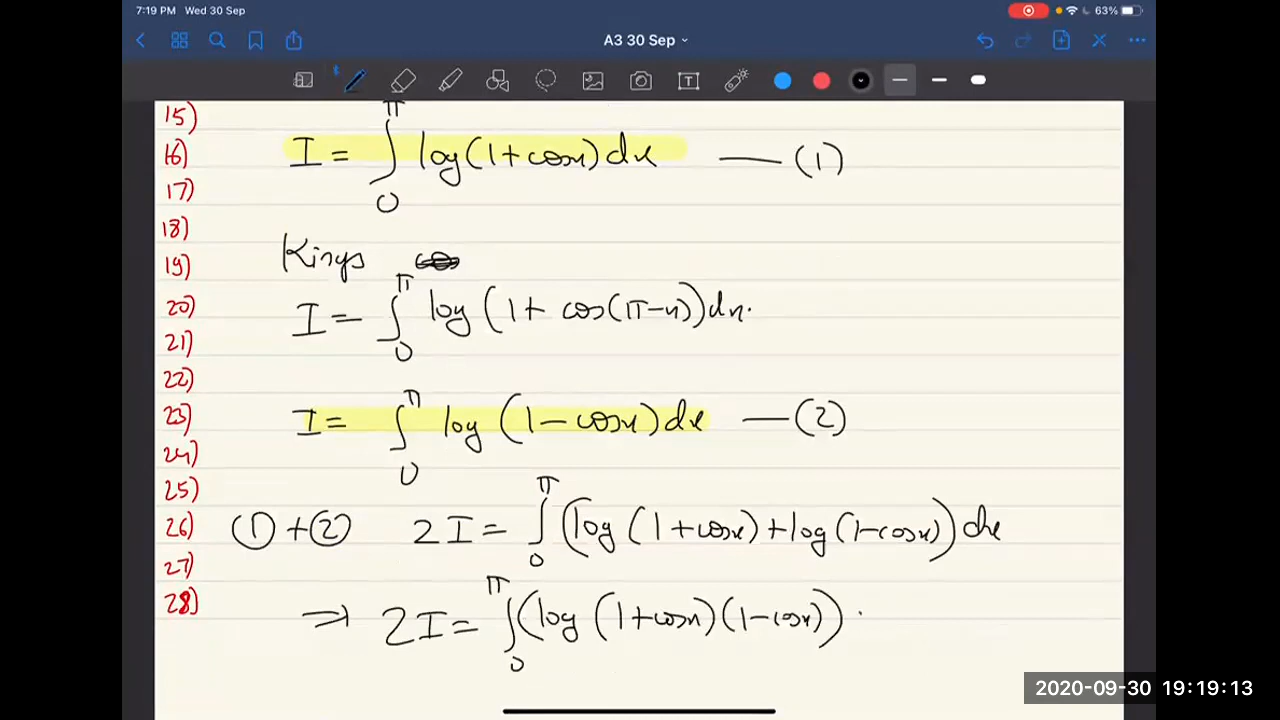 7:19 PM Wed 30 Sep
63%
A3 30 Sep
15)
16)
17)
18)
19)
20)
21)
22)
23)
24)
25)
26)
27)
28)
I = ∫₀^π log(1+cosx)dx —— (1)
Kings
I = ∫₀^π log (1+ cos(π-x))dx.
I = ∫₀^π log (1-cosx)dx —— (2)
①+② 2I = ∫₀^π (log (1+cosx)+log(1-cosx))dx
⇒ 2I = ∫₀^π (log (1+cosx)(1-cosx))
2020-09-30 19:19:13